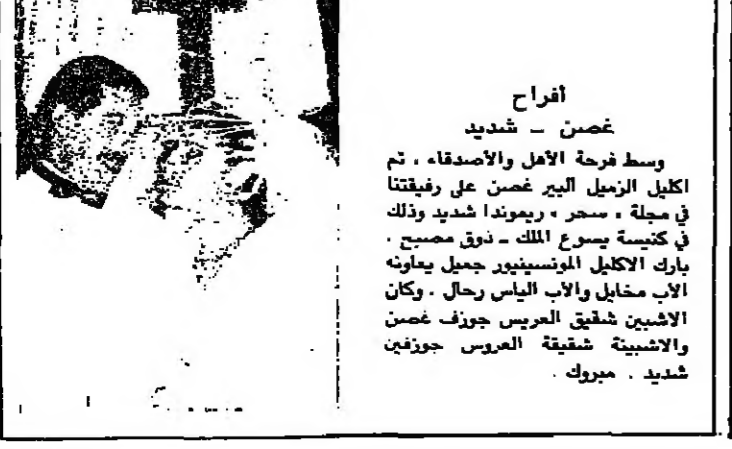 أفراح
غصن ـ شديد
وسط فرحة الأهل والأصدقاء ، تم
اكليل الزميل ألبير غصن على رفيقتنا
في مجلة « سحر » ريموندا شديد وذلك
في كنيسة يسوع الملك ـ ذوق مصبح .
بارك الاكليل المونسينيور جميل يعاونه
الأب مخايل والأب الياس رحال . وكان
الاشبين شقيق العريس جوزف غصن
والاشبينة شقيقة العروس جوزفين
شديد . مبروك .